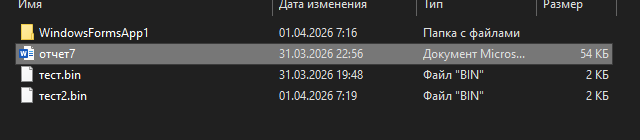 Имя Дата изменения Тип Размер
WindowsFormsApp1 01.04.2026 7:16 Папка с файлами
отчет7 31.03.2026 22:56 Документ Micros... 54 КБ
тест.bin 31.03.2026 19:48 Файл "BIN" 2 КБ
тест2.bin 01.04.2026 7:19 Файл "BIN" 2 КБ